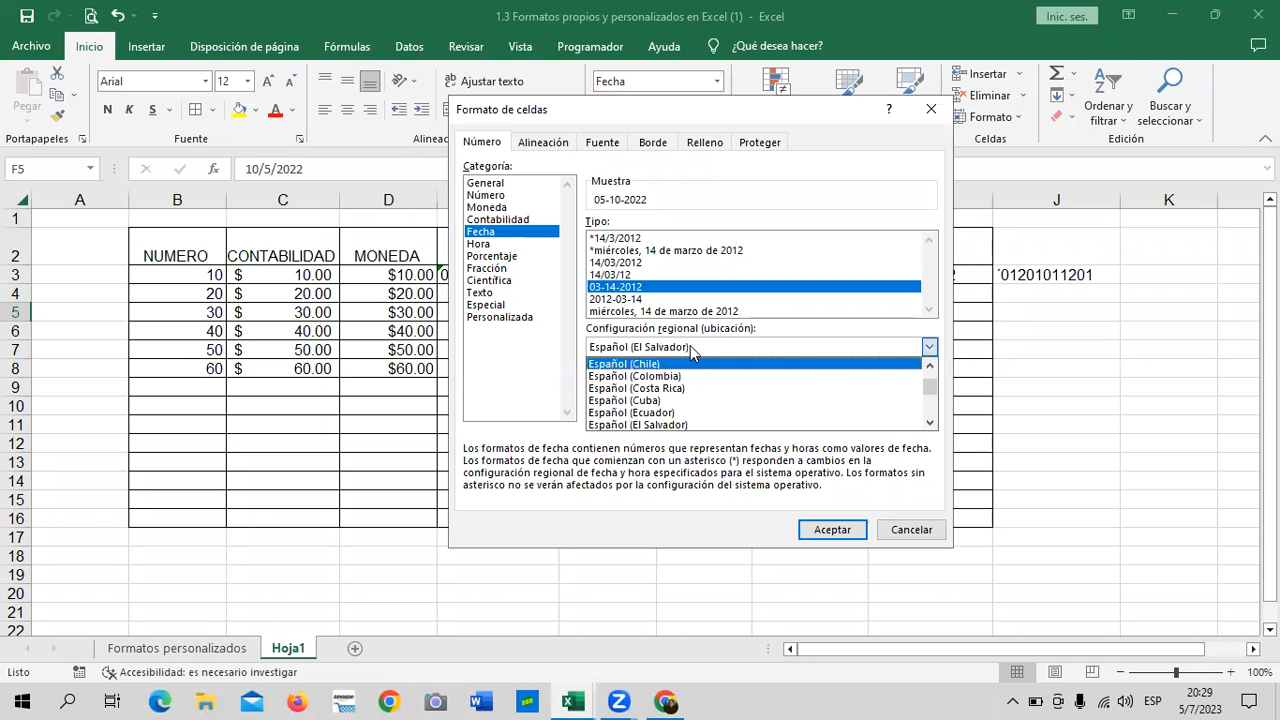 1.3 Formatos propios y personalizados en Excel (1) - Excel
Inic. ses.
Archivo Inicio Insertar Disposición de página Fórmulas Datos Revisar Vista Programador Ayuda ¿Qué desea hacer?
Pegar
Arial 12
N K S
Ajustar texto
Fecha
Insertar
Eliminar
Formato
Ordenar y filtrar
Buscar y seleccionar
Portapapeles Fuente Alinea Celdas Edición
F5 10/5/2022
A B C D J K
1
2 NUMERO CONTABILIDAD MONEDA
3 10 $ 10.00 $10.00 '01201011201
4 20 $ 20.00 $20.00
5 30 $ 30.00 $30.00
6 40 $ 40.00 $40.00
7 50 $ 50.00 $50.00
8 60 $ 60.00 $60.00
9
10
11
12
13
14
15
16
17
18
19
20
21
22
Formato de celdas
?
Número Alineación Fuente Borde Relleno Proteger
Categoría:
General
Número
Moneda
Contabilidad
Fecha
Hora
Porcentaje
Fracción
Científica
Texto
Especial
Personalizada
Muestra
05-10-2022
Tipo:
*14/3/2012
*miércoles, 14 de marzo de 2012
14/03/2012
14/03/12
03-14-2012
2012-03-14
miércoles, 14 de marzo de 2012
Configuración regional (ubicación):
Español (El Salvador)
Español (Chile)
Español (Colombia)
Español (Costa Rica)
Español (Cuba)
Español (Ecuador)
Español (El Salvador)
Los formatos de fecha contienen números que representan fechas y horas como valores de fecha.
Los formatos de fecha que comienzan con un asterisco (*) responden a cambios en la
configuración regional de fecha y hora especificados para el sistema operativo. Los formatos sin
asterisco no se verán afectados por la configuración del sistema operativo.
Aceptar Cancelar
Formatos personalizados Hoja1
Listo Accesibilidad: es necesario investigar 100%
ESP
20:29
5/7/2023